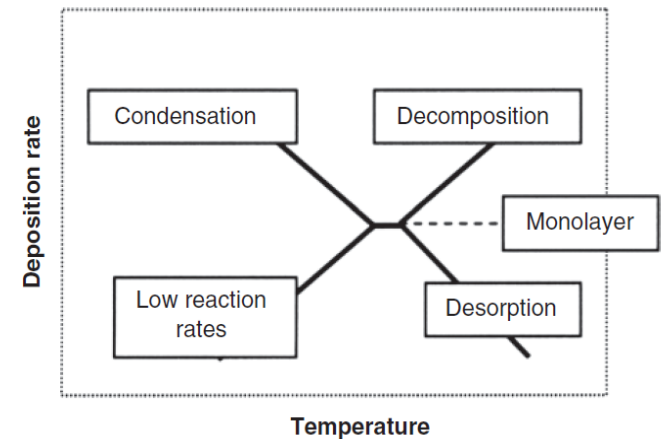 Condensation
Decomposition
Monolayer
Low reaction
rates
Desorption
Deposition rate
Temperature